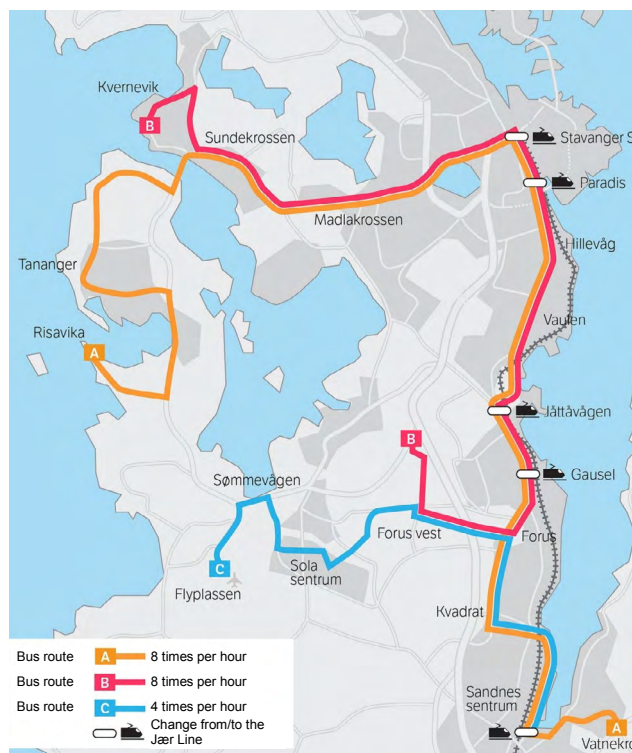 Kvernevik
B
Sundekrossen
Stavanger S
Paradis
Madlakrossen
Hillevåg
Tananger
Vaulen
Risavika
A
Jåttåvågen
B
Gausel
Sømmevågen
Forus vest
Forus
C
Sola
sentrum
Flyplassen
Kvadrat
Bus route A 8 times per hour
Bus route B 8 times per hour
Bus route C 4 times per hour
Change from/to the
Jær Line
Sandnes
sentrum
A
Vatnekro